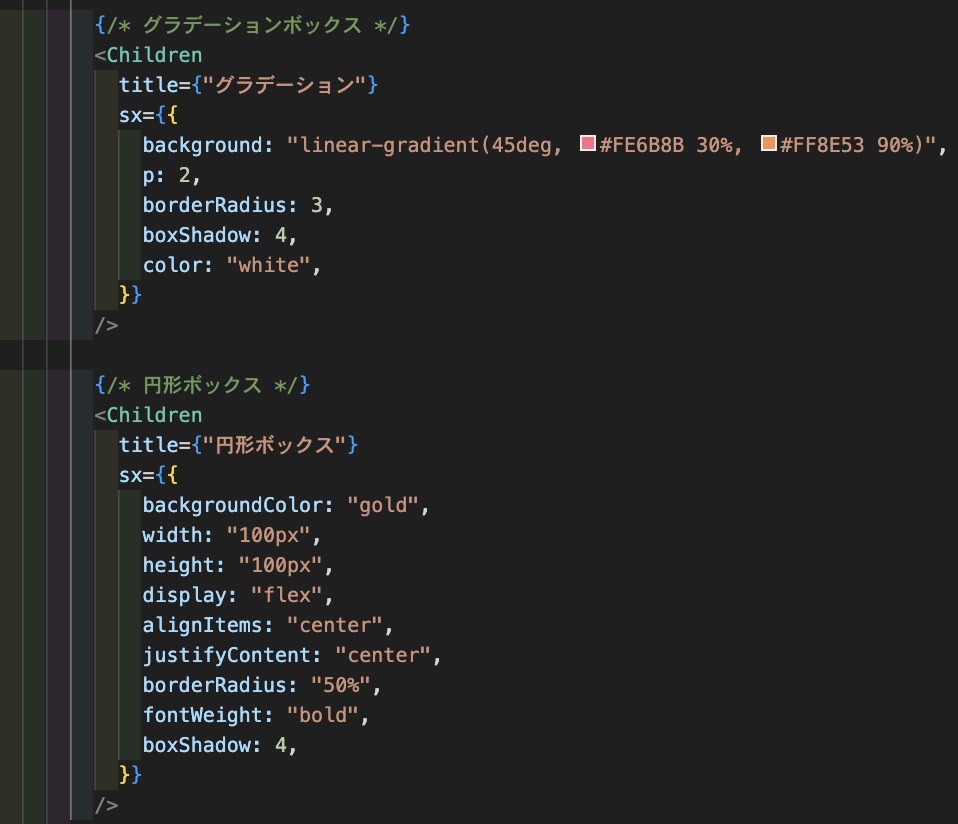 {/* グラデーションボックス */}
<Children
title={"グラデーション"}
sx={{
background: "linear-gradient(45deg, #FE6B8B 30%, #FF8E53 90%)",
p: 2,
borderRadius: 3,
boxShadow: 4,
color: "white",
}}
/>
{/* 円形ボックス */}
<Children
title={"円形ボックス"}
sx={{
backgroundColor: "gold",
width: "100px",
height: "100px",
display: "flex",
alignItems: "center",
justifyContent: "center",
borderRadius: "50%",
fontWeight: "bold",
boxShadow: 4,
}}
/>